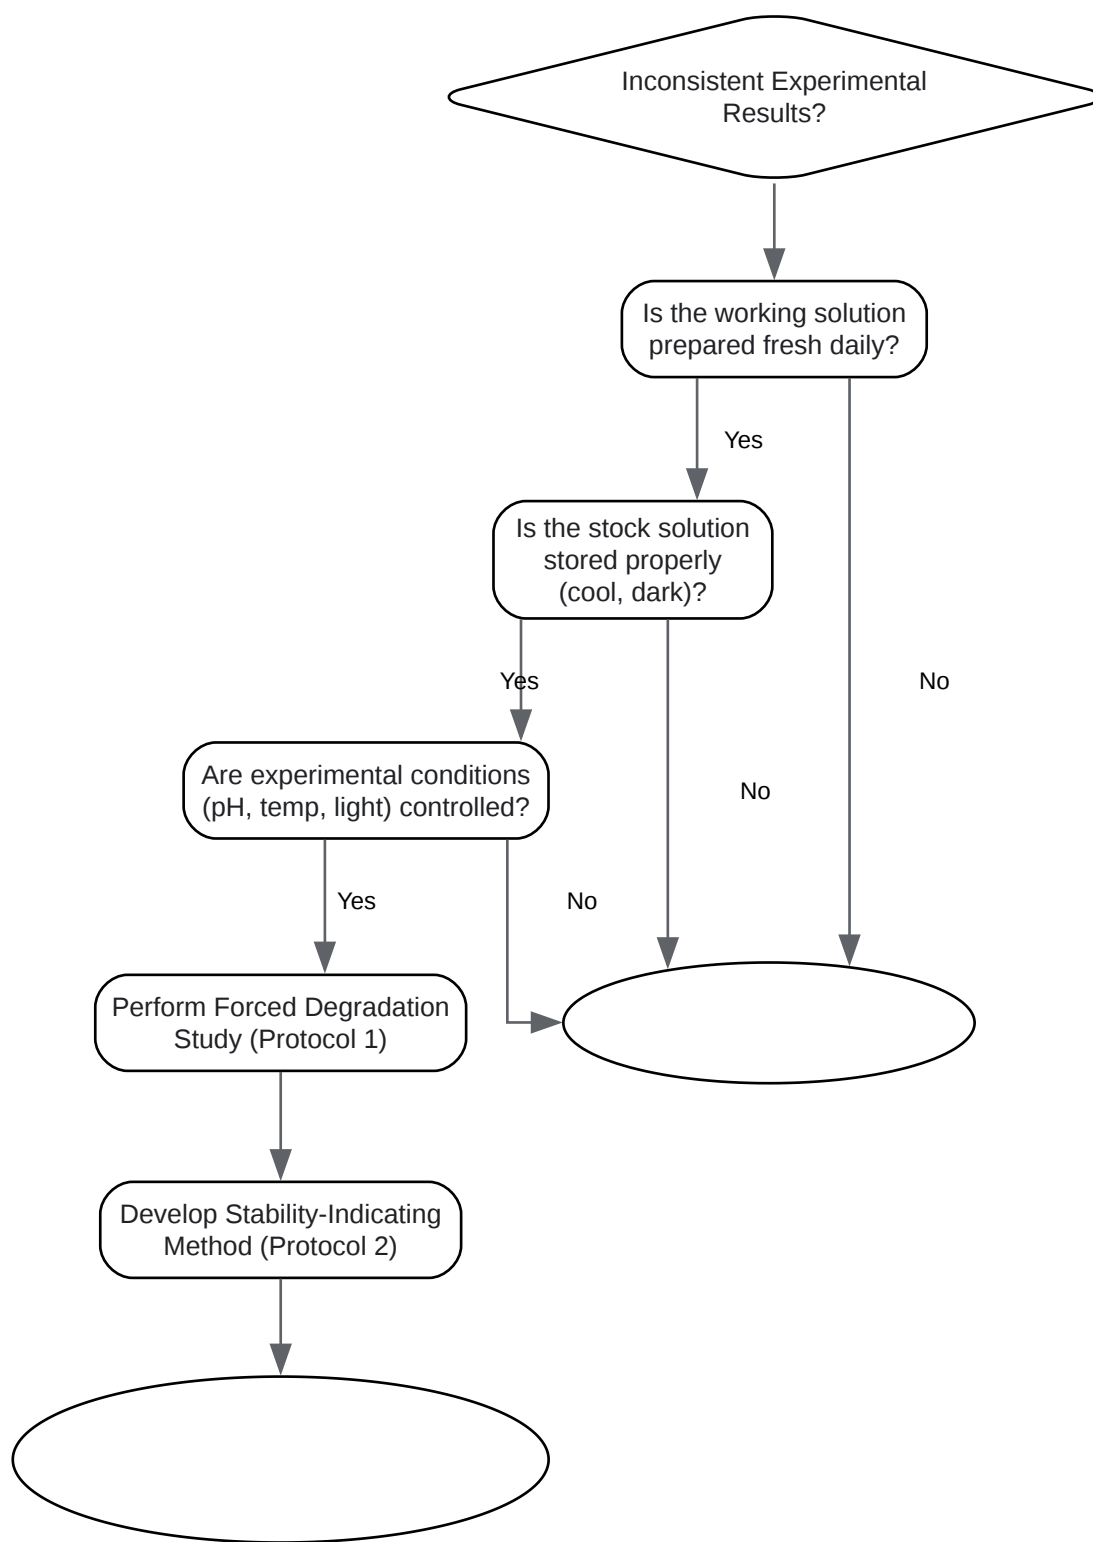 Inconsistent Experimental
Results?
Is the working solution
prepared fresh daily?
Yes
Is the stock solution
stored properly
(cool, dark)?
Yes
No
Are experimental conditions
(pH, temp, light) controlled?
No
Yes
No
Perform Forced Degradation
Study (Protocol 1)
Develop Stability-Indicating
Method (Protocol 2)